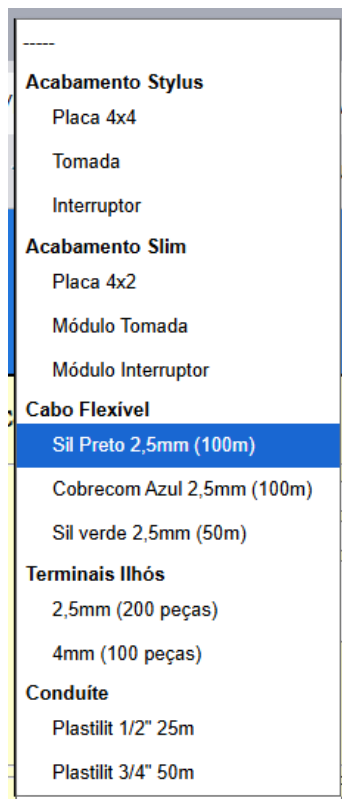 -----
Acabamento Stylus
Placa 4x4
Tomada
Interruptor
Acabamento Slim
Placa 4x2
Módulo Tomada
Módulo Interruptor
Cabo Flexível
Sil Preto 2,5mm (100m)
Cobrecom Azul 2,5mm (100m)
Sil verde 2,5mm (50m)
Terminais Ilhós
2,5mm (200 peças)
4mm (100 peças)
Conduíte
Plastilit 1/2" 25m
Plastilit 3/4" 50m